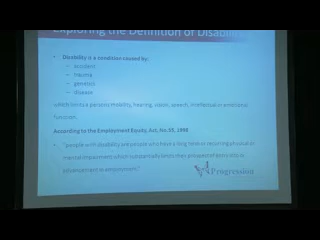 Exploring the Definition of Disability
• Disability is a condition caused by:
– accident
– trauma
– genetics
– disease
which limits a person's mobility, hearing, vision, speech, intellectual or emotional
function.
According to the Employment Equity, Act, No.55, 1998
• "people with disability are people who have a long-term or recurring physical or
mental impairment which substantially limits their prospect of entry into or
advancement in employment."
Progression